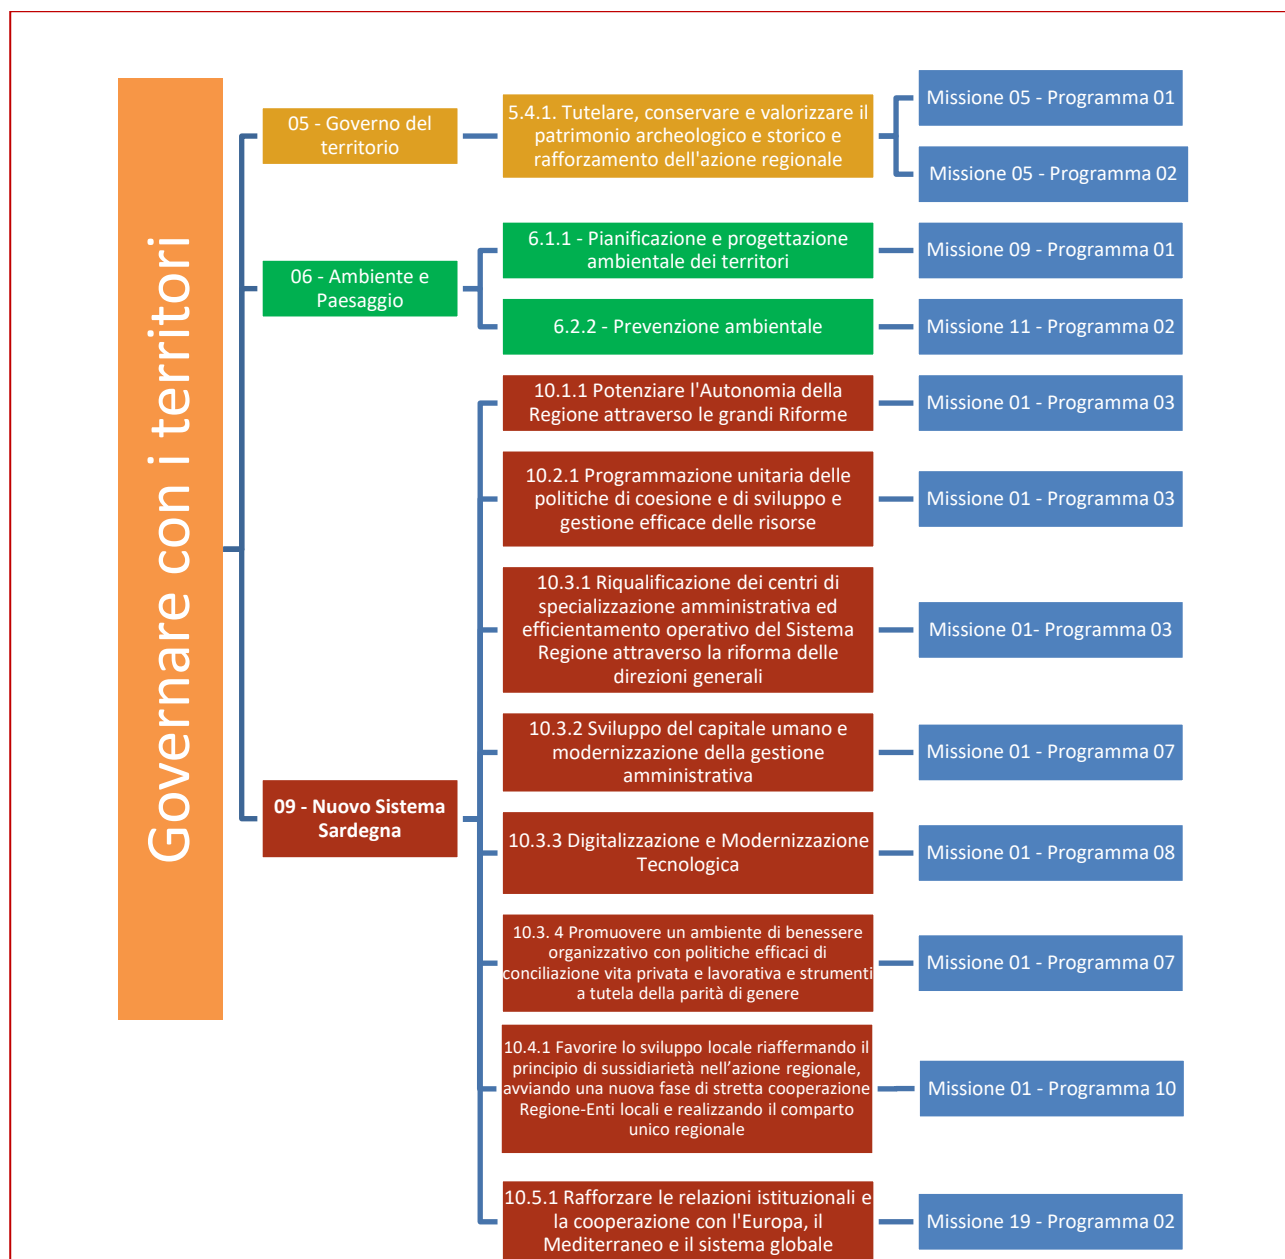 Governare con i territori
05 - Governo del
territorio
5.4.1. Tutelare, conservare e valorizzare il
patrimonio archeologico e storico e
rafforzamento dell'azione regionale
Missione 05 - Programma 01
Missione 05 - Programma 02
06 - Ambiente e
Paesaggio
6.1.1 - Pianificazione e progettazione
ambientale dei territori
Missione 09 - Programma 01
6.2.2 - Prevenzione ambientale
Missione 11 - Programma 02
09 - Nuovo Sistema
Sardegna
10.1.1 Potenziare l'Autonomia della
Regione attraverso le grandi Riforme
Missione 01 - Programma 03
10.2.1 Programmazione unitaria delle
politiche di coesione e di sviluppo e
gestione efficace delle risorse
Missione 01 - Programma 03
10.3.1 Riqualificazione dei centri di
specializzazione amministrativa ed
efficientamento operativo del Sistema
Regione attraverso la riforma delle
direzioni generali
Missione 01- Programma 03
10.3.2 Sviluppo del capitale umano e
modernizzazione della gestione
amministrativa
Missione 01 - Programma 07
10.3.3 Digitalizzazione e Modernizzazione
Tecnologica
Missione 01 - Programma 08
10.3. 4 Promuovere un ambiente di benessere
organizzativo con politiche efficaci di
conciliazione vita privata e lavorativa e strumenti
a tutela della parità di genere
Missione 01 - Programma 07
10.4.1 Favorire lo sviluppo locale riaffermando il
principio di sussidiarietà nell’azione regionale,
avviando una nuova fase di stretta cooperazione
Regione-Enti locali e realizzando il comparto
unico regionale
Missione 01 - Programma 10
10.5.1 Rafforzare le relazioni istituzionali e
la cooperazione con l'Europa, il
Mediterraneo e il sistema globale
Missione 19 - Programma 02